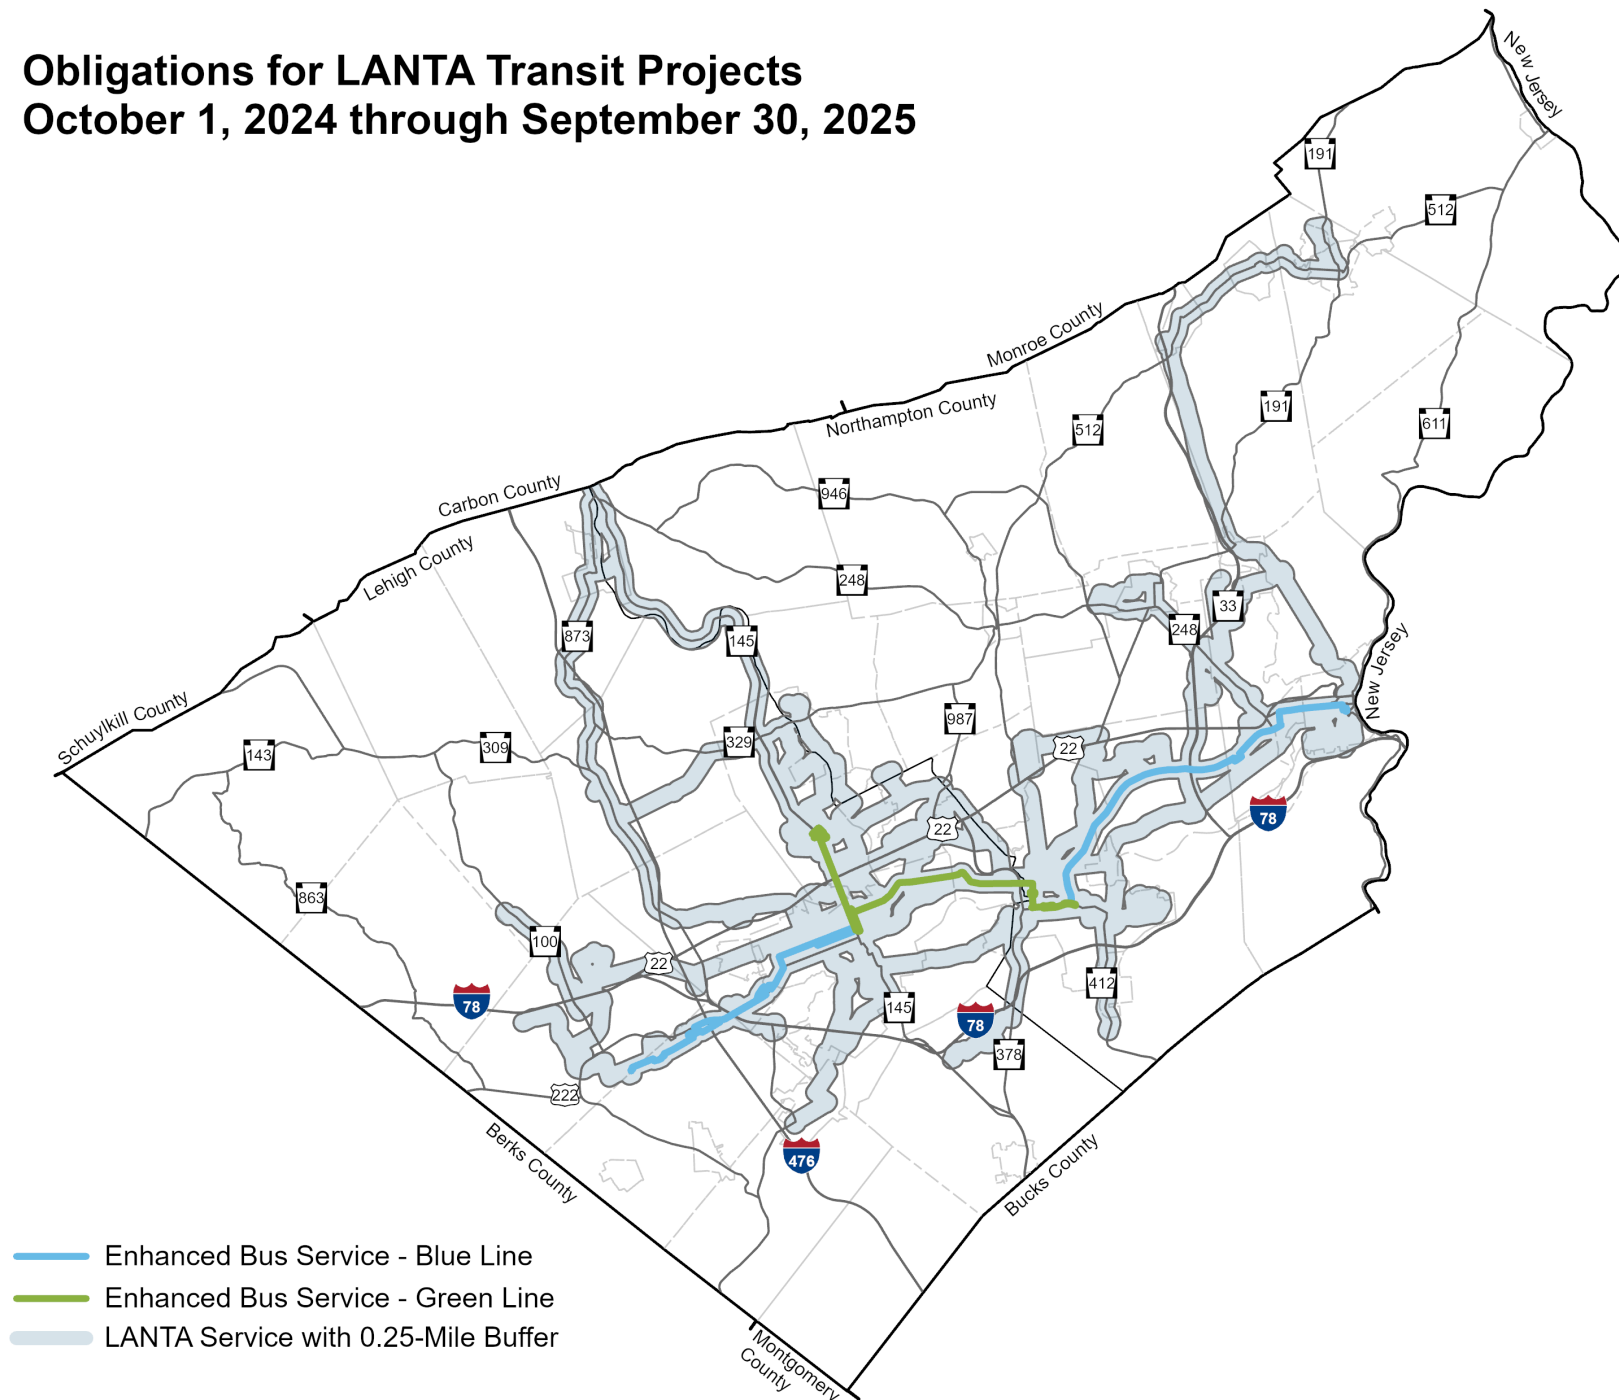 Obligations for LANTA Transit Projects
October 1, 2024 through September 30, 2025
New Jersey
191
512
Monroe County
Northampton County
191
611
512
Carbon County
946
Lehigh County
248
33
873
145
248
New Jersey
Schuylkill County
143
309
329
987
22
78
22
863
100
22
78
145
78
412
378
222
476
Berks County
Bucks County
Montgomery
County
Enhanced Bus Service - Blue Line
Enhanced Bus Service - Green Line
LANTA Service with 0.25-Mile Buffer